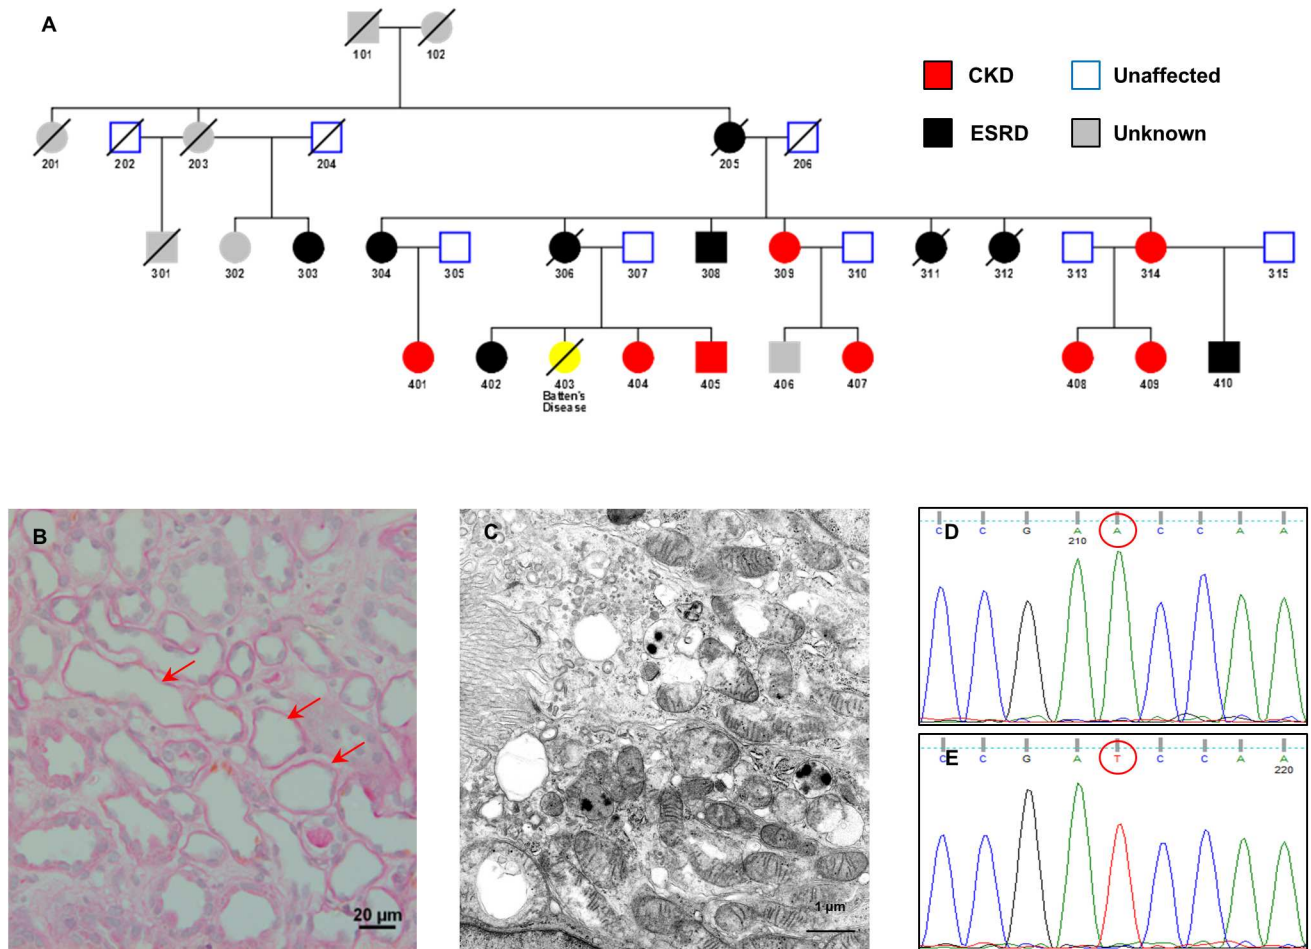 A
CKD
Unaffected
ESRD
Unknown
101
102
201
202
203
204
205
206
301
302
303
304
305
306
307
308
309
310
311
312
313
314
315
401
402
403
404
405
406
407
408
409
410
Batten's
Disease
B
20 µm
C
1 µm
D
C C G A A C C A A
210
E
C C G A T C C A A
220